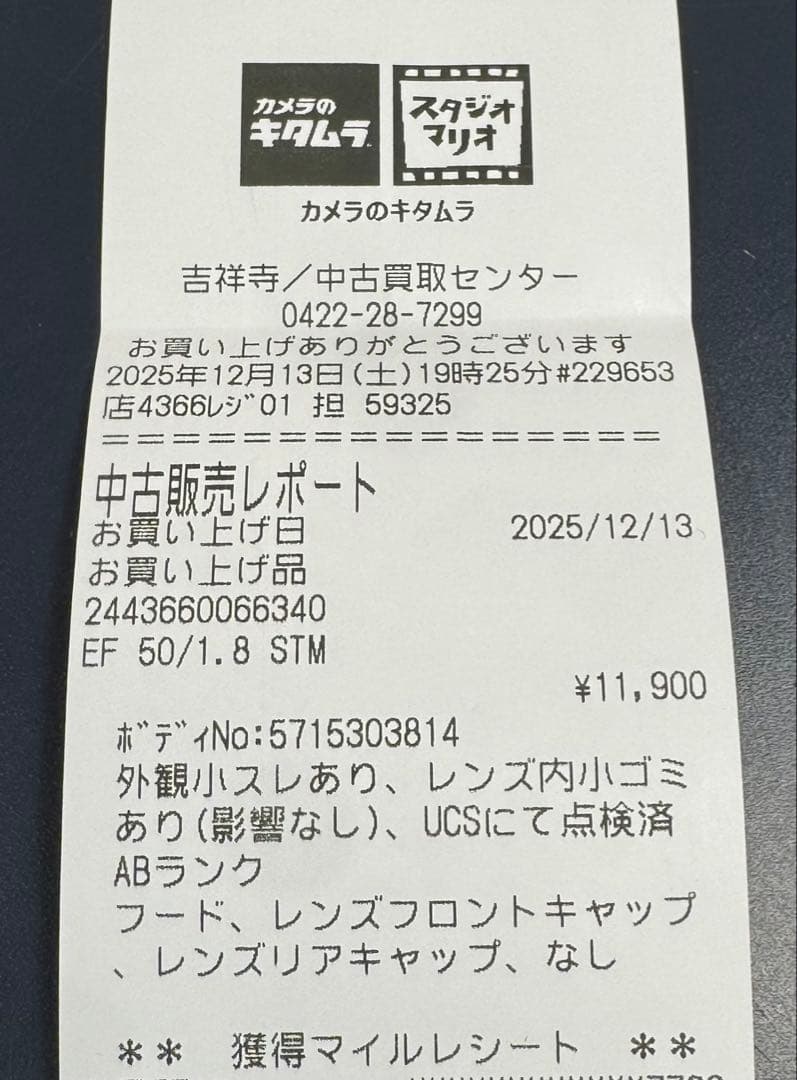 カメラの
キタムラ
スタジオ
マリオ
カメラのキタムラ
吉祥寺／中古買取センター
0422-28-7299
お買い上げありがとうございます
2025年12月13日(土)19時25分#229653
店4366ﾚｼﾞ01 担 59325
================
中古販売レポート
お買い上げ日 2025/12/13
お買い上げ品
2443660066340
EF 50/1.8 STM
¥11,900
ﾎﾞﾃﾞｨNo:5715303814
外観小スレあり、レンズ内小ゴミ
あり(影響なし)、UCSにて点検済
ABランク
フード、レンズフロントキャップ
、レンズリアキャップ、なし
** 獲得マイルレシート **